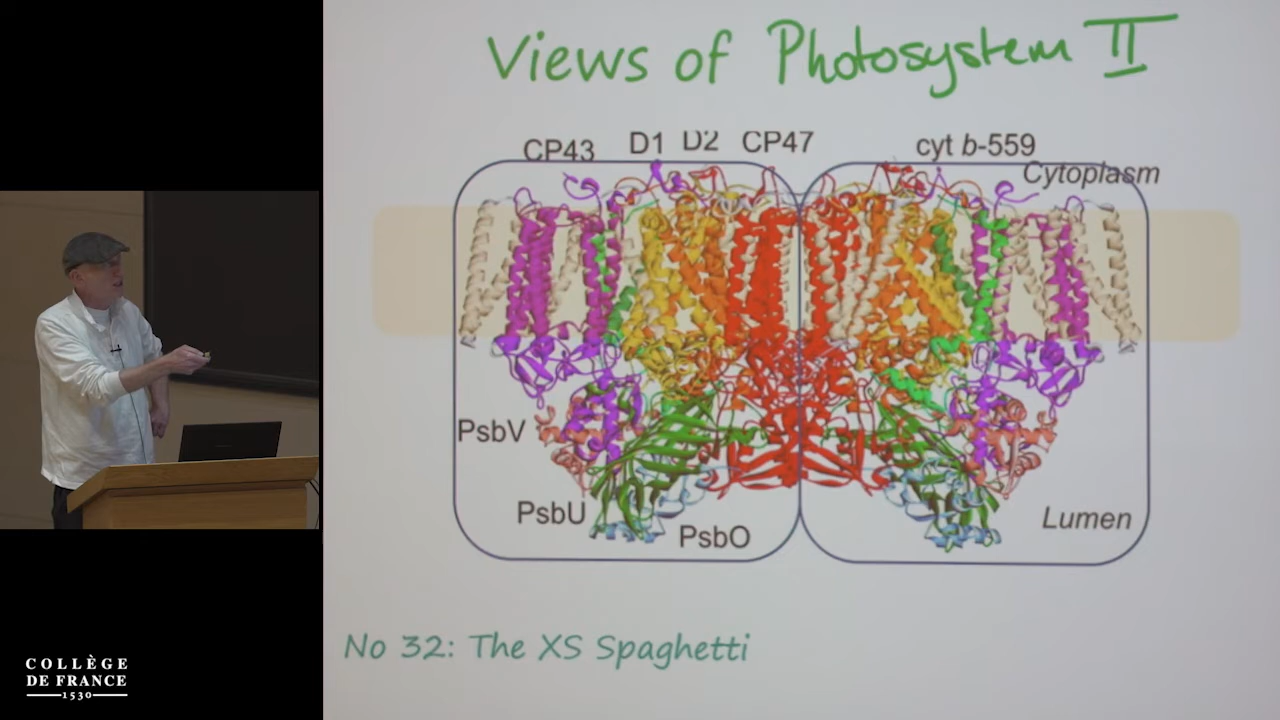 Views of Photosystem II
CP43 D1 D2 CP47 cyt b-559
Cytoplasm
PsbV
PsbU
PsbO
Lumen
No 32: The XS Spaghetti
COLLÈGE
DE FRANCE
1530